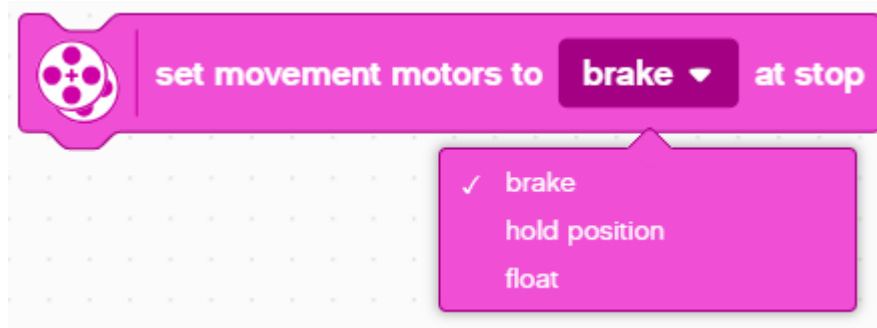 set movement motors to brake at stop
✓ brake
hold position
float